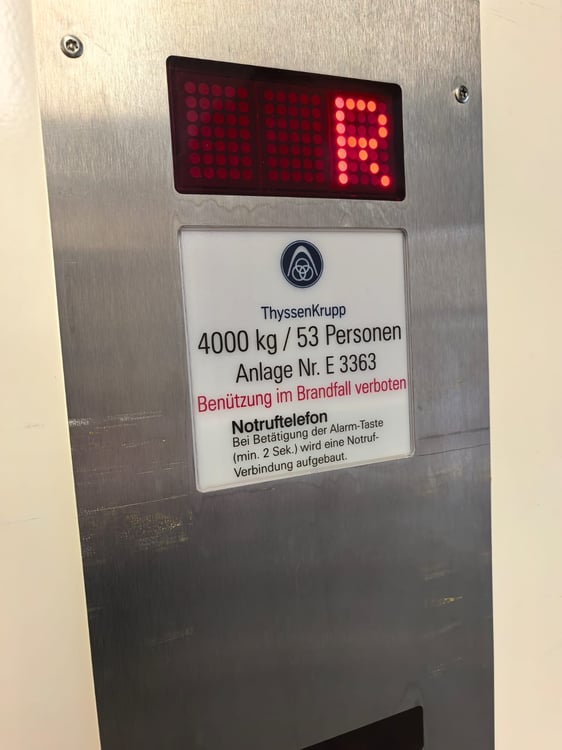 R
ThyssenKrupp
4000 kg / 53 Personen
Anlage Nr. E 3363
Benützung im Brandfall verboten
Notruftelefon
Bei Betätigung der Alarm-Taste
(min. 2 Sek.) wird eine Notruf-
Verbindung aufgebaut.